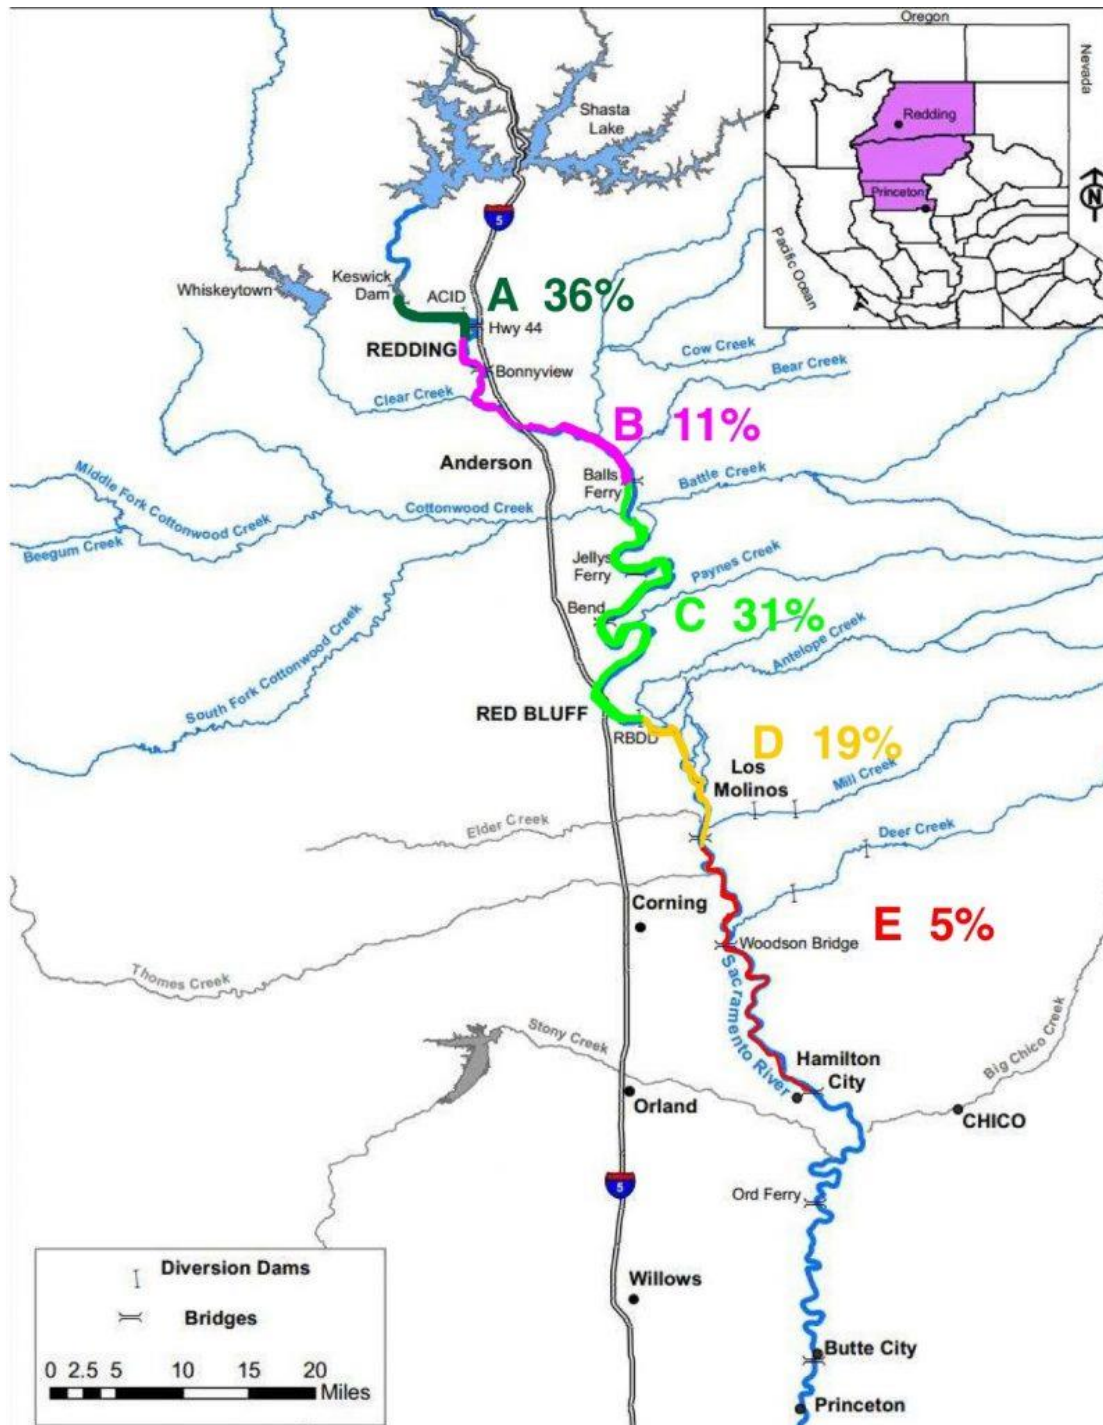 Oregon
Nevada
Redding
Princeton
N
Pacific Ocean
Shasta
Lake
5
Keswick
Dam
Whiskeytown
ACID
A 36%
Hwy 44
REDDING
Bonnyview
Cow Creek
Bear Creek
Clear Creek
B 11%
Anderson
Balls
Ferry
Battle Creek
Middle Fork Cottonwood Creek
Cottonwood Creek
Beegum Creek
Jellys
Ferry
Paynes Creek
Bend
C 31%
Antelope Creek
South Fork Cottonwood Creek
RED BLUFF
RBDD
D 19%
Los
Molinos
Mill Creek
Elder Creek
Deer Creek
Corning
E 5%
Woodson Bridge
Thomes Creek
Sacramento River
Stony Creek
Hamilton
City
Big Chico Creek
Orland
CHICO
5
Ord Ferry
Willows
Butte City
Princeton
Diversion Dams
Bridges
0 2.5 5 10 15 20
Miles